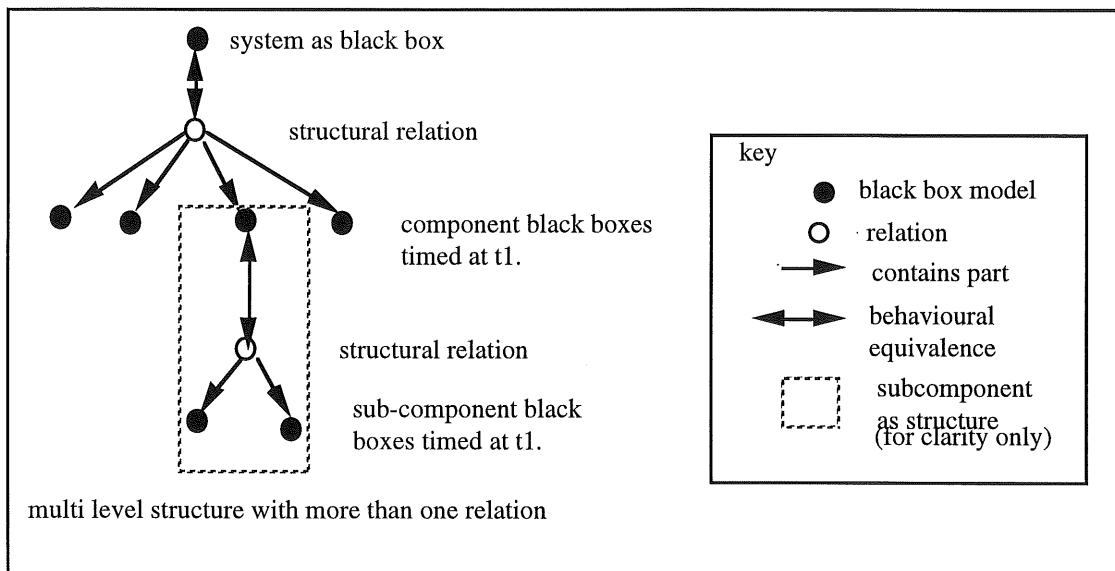 system as black box
structural relation
component black boxes
timed at t1.
structural relation
sub-component black
boxes timed at t1.
multi level structure with more than one relation
key
black box model
relation
contains part
behavioural
equivalence
subcomponent
as structure
(for clarity only)